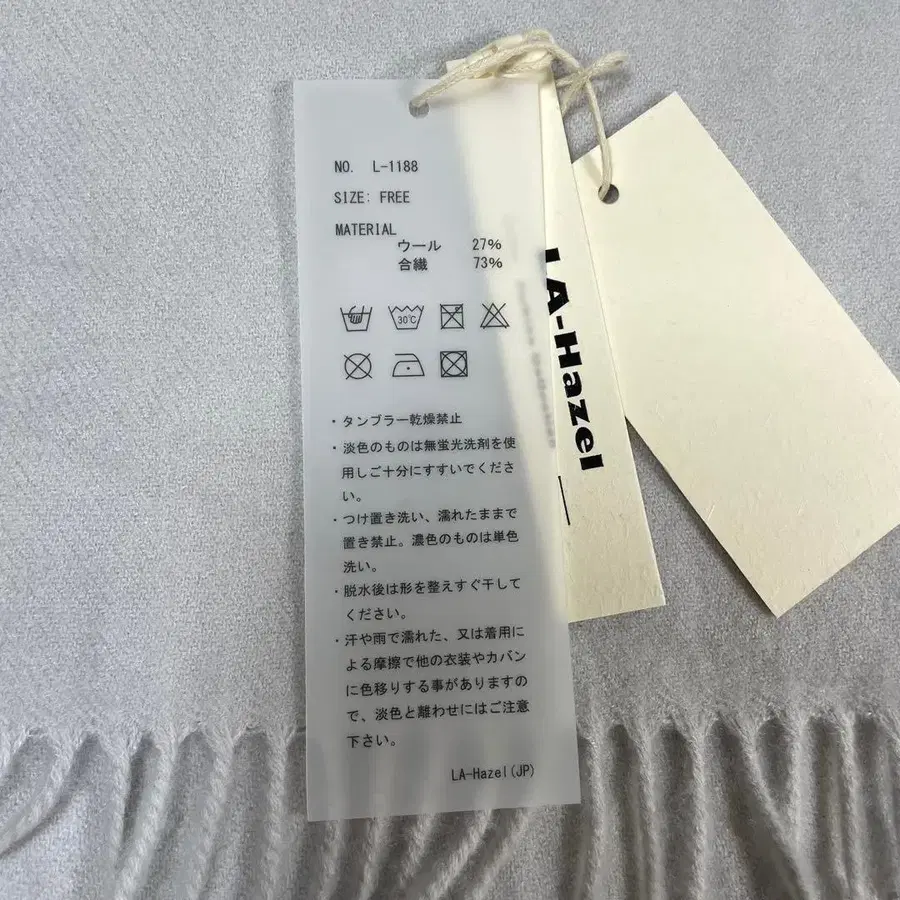 NO. L-1188
SIZE: FREE
MATERIAL
ウール 27%
合繊 73%
30℃
・タンブラー乾燥禁止
・淡色のものは無蛍光洗剤を使
用しご十分にすすいでくださ
い。
・つけ置き洗い、濡れたままで
置き禁止。濃色のものは単色
洗い。
・脱水後は形を整えすぐ干して
ください。
・汗や雨で濡れた、又は着用に
よる摩擦で他の衣装やカバン
に色移りする事がありますの
で、淡色と離わせにはご注意
下さい。
LA-Hazel(JP)
LA-Hazel